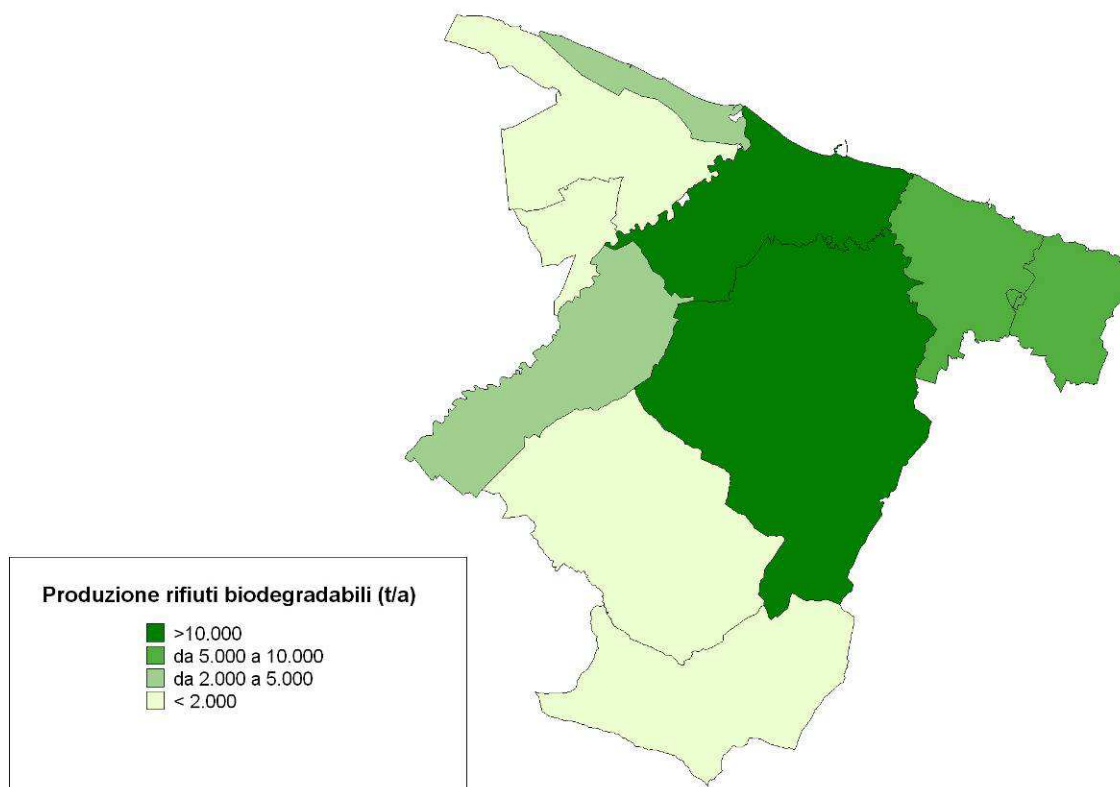 Produzione rifiuti biodegradabili (t/a)
>10.000
da 5.000 a 10.000
da 2.000 a 5.000
< 2.000